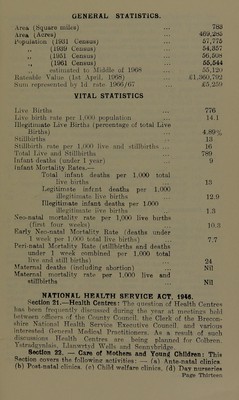 GENERAL STATISTICS.
Area (Square miles) ... 783
Area (Acres) ... 469,285
Population (1931 Census) ... 57,775
„ (1939 Census) ... 54,857
„ (1951 Census) ... 56,508
„ (1961 Census) ... 55,544
„ estimated to Middle of 1968 ... 55,120
Rateable Value (1st April, 1968) ... £1,360,792
Sum represented by 1d rate 1966/67 ... £5,259
VITAL STATISTICS
Live Births ... 776
Live birth rate per 1,000 population ... 14.1
Illegitimate Live Births (percentage of total Live
Births) ... 4.89%
Stillbirths ... 13
Stillbirth rate per 1,000 live and stillbirths ... 16
Total Live and Stillbirths ... 789
Infant deaths (under 1 year) ... 9
Infant Mortality Rates.—
Total infant deaths per 1,000 total
live births ... 15
Legitimate infant deaths per 1,000
illegitimate live births ... 12.9
Illegitimate infant deaths per 1,000
illegitimate live births ... 1.3
Neo-natal mortality rate per 1,000 live births
(first four weeks) ... 10.3
Early Neo-natal Mortality Rate (deaths under
1 week per 1,000 total live births) ... 7.7
Peri-natal Mortality Rate (stillbirths and deaths
under 1 week combined per 1,000 total
live and still births) ... 24
Maternal deaths (including abortion) ... Nil
Maternal mortality rate per 1,000 live and
stillbirths ... Nil
NATIONAL HEALTH SERVICE ACT, 1946.
Section 21.—Health Centres: The question of Health Centres
has been frequently discussed during the year at meetings held
between officers of the County Council, the Clerk of the Brecon-
shire National Health Service Executive Council and various
interested General Medical Practitioners. As a result of such
discussions Health Centres are being planned for Gilwern,
Ystradgynlais, Llanwrtyd Wells and Sennybridge.
Section 22. — Care of Mothers and Young Children: This
Section covers the following activities: — (a) Ante-natal clinics.
(b) Post-natal clinics. (c) Child welfare clinics. (d) Day nurseries
Page Thirteen